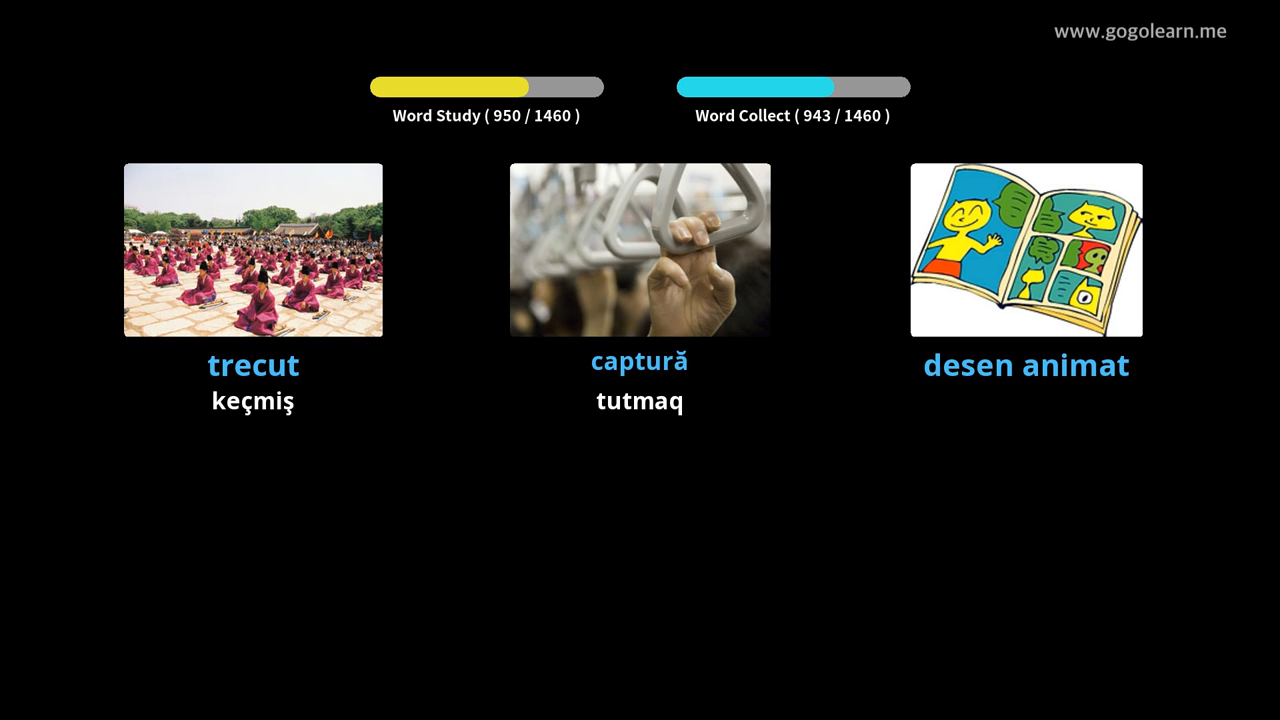 www.gogolearn.me
Word Study ( 950 / 1460 )
Word Collect ( 943 / 1460 )
trecut
keçmiş
captură
tutmaq
desen animat